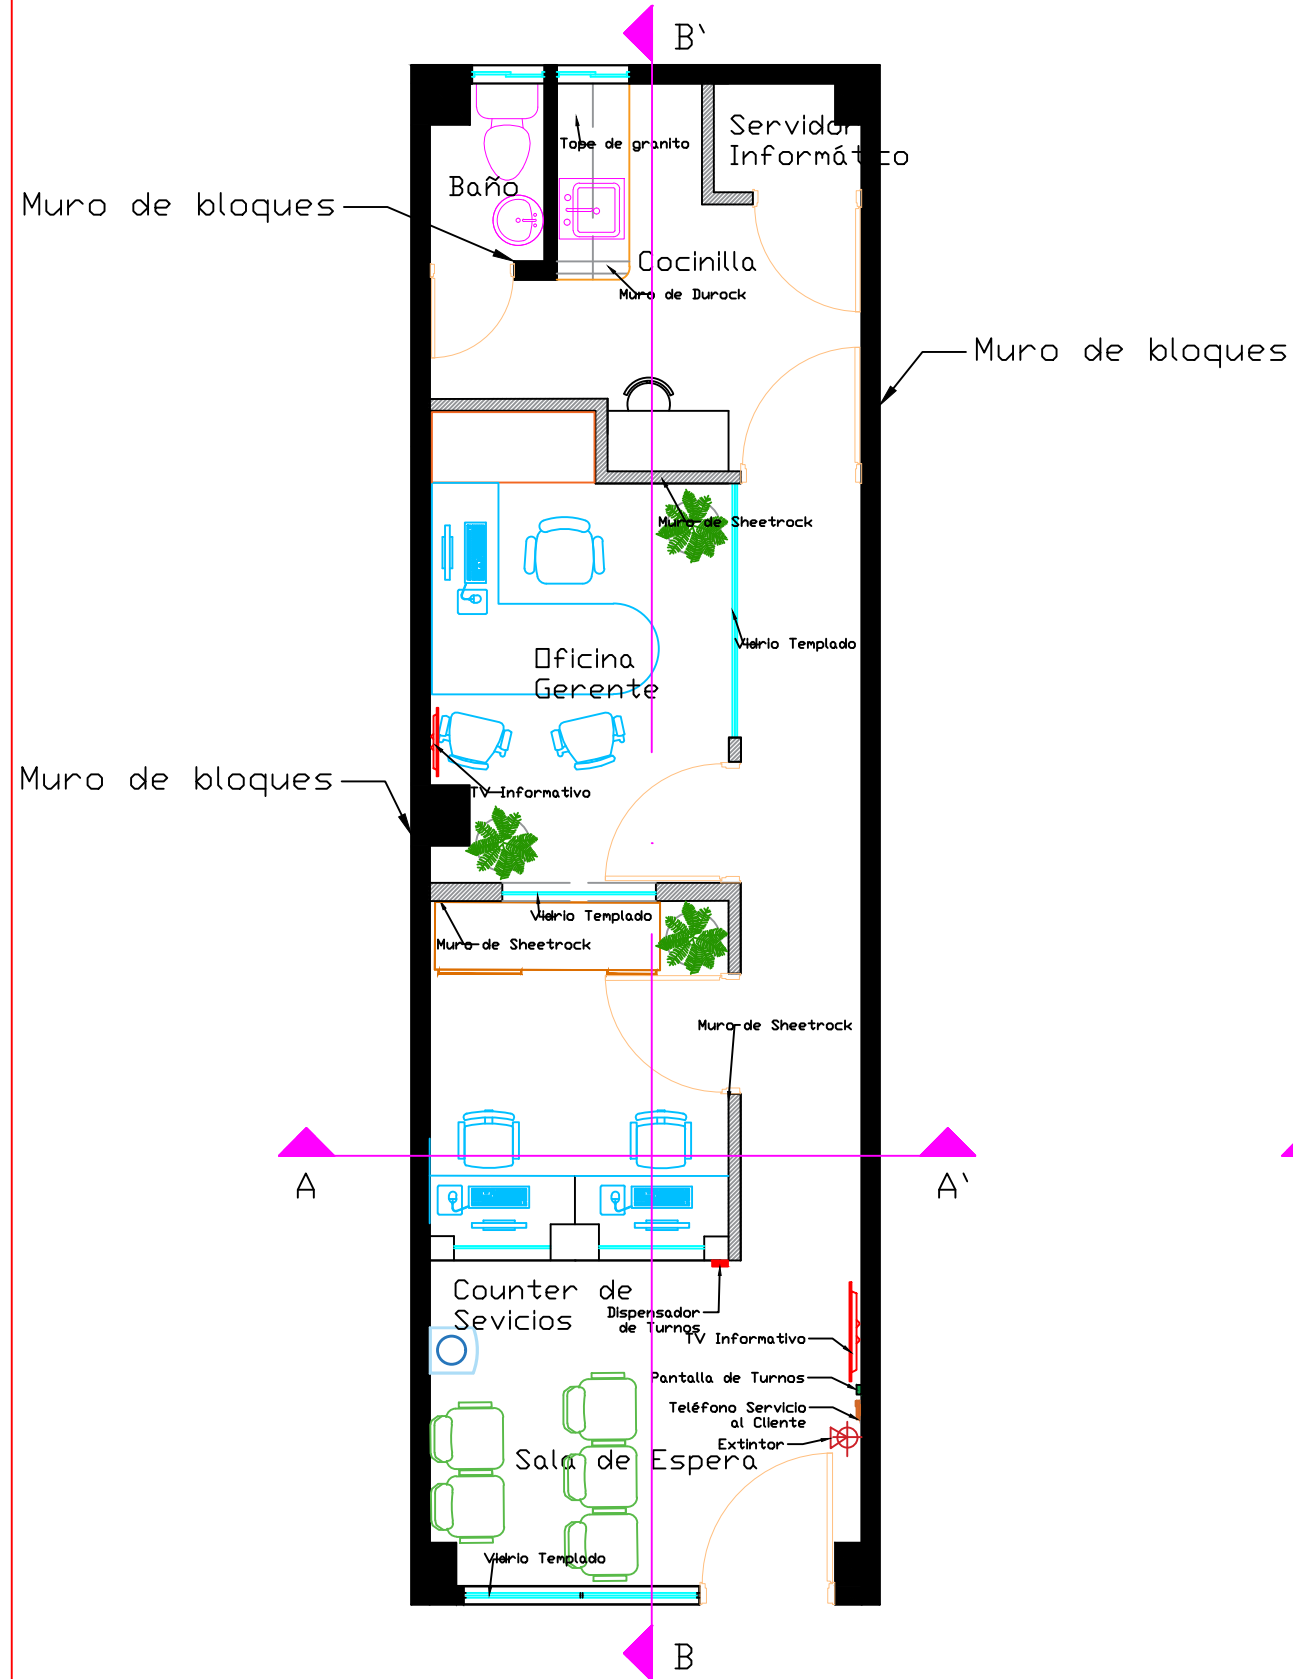 B‵
Servidor
Informático
Tope de granito
Baño
Muro de bloques
Cocinilla
Muro de Durock
Muro de bloques
Muro de Sheetrock
Vidrio Templado
Oficina
Gerente
Muro de bloques
TV Informativo
Vidrio Templado
Muro de Sheetrock
Muro de Sheetrock
A
A‵
Counter de
Sevicios
Dispensador
de Turnos
TV Informativo
Pantalla de Turnos
Teléfono Servicio
al Cliente
Extintor
Sala de Espera
Vidrio Templado
B